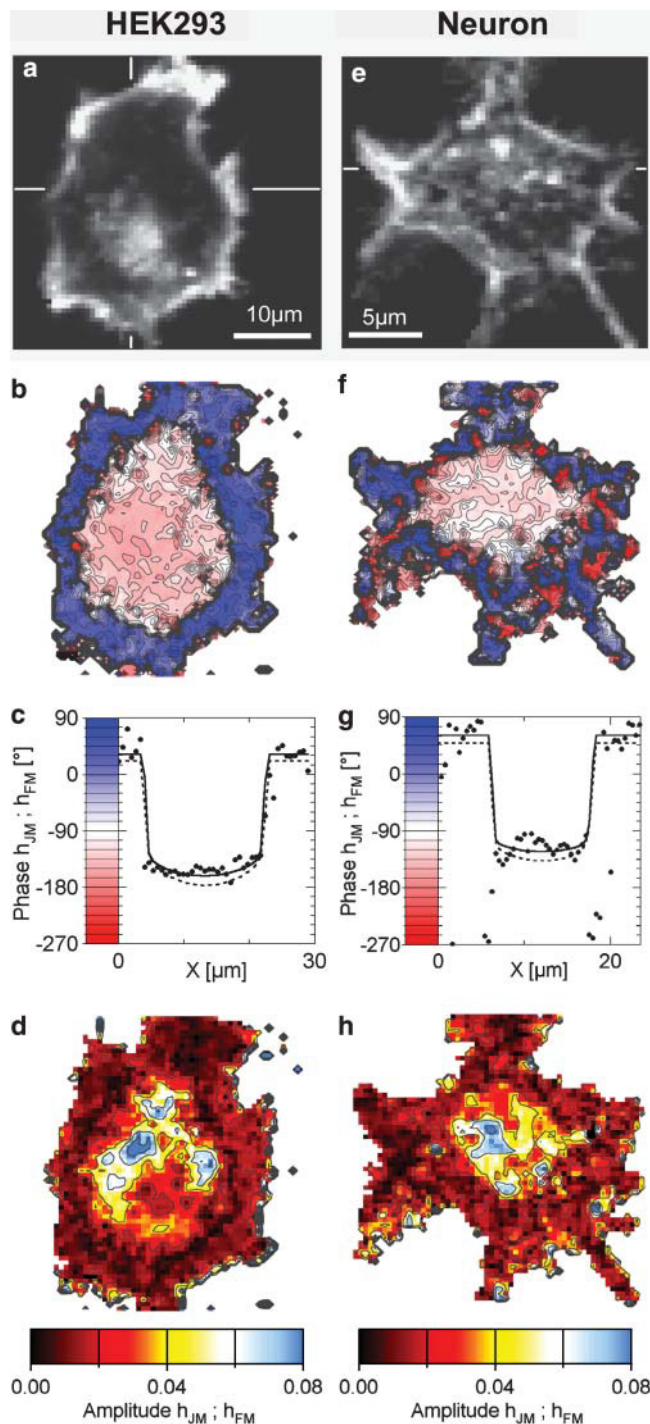 HEK293 Neuron
a e
10μm 5μm
b f
c g
90
0
-90
-180
-270
Phase h_JM ; h_FM [°]
0 30
X [μm]
90
0
-90
-180
-270
Phase h_JM ; h_FM [°]
0 20
X [μm]
d h
0.00 0.04 0.08
Amplitude h_JM ; h_FM
0.00 0.04 0.08
Amplitude h_JM ; h_FM